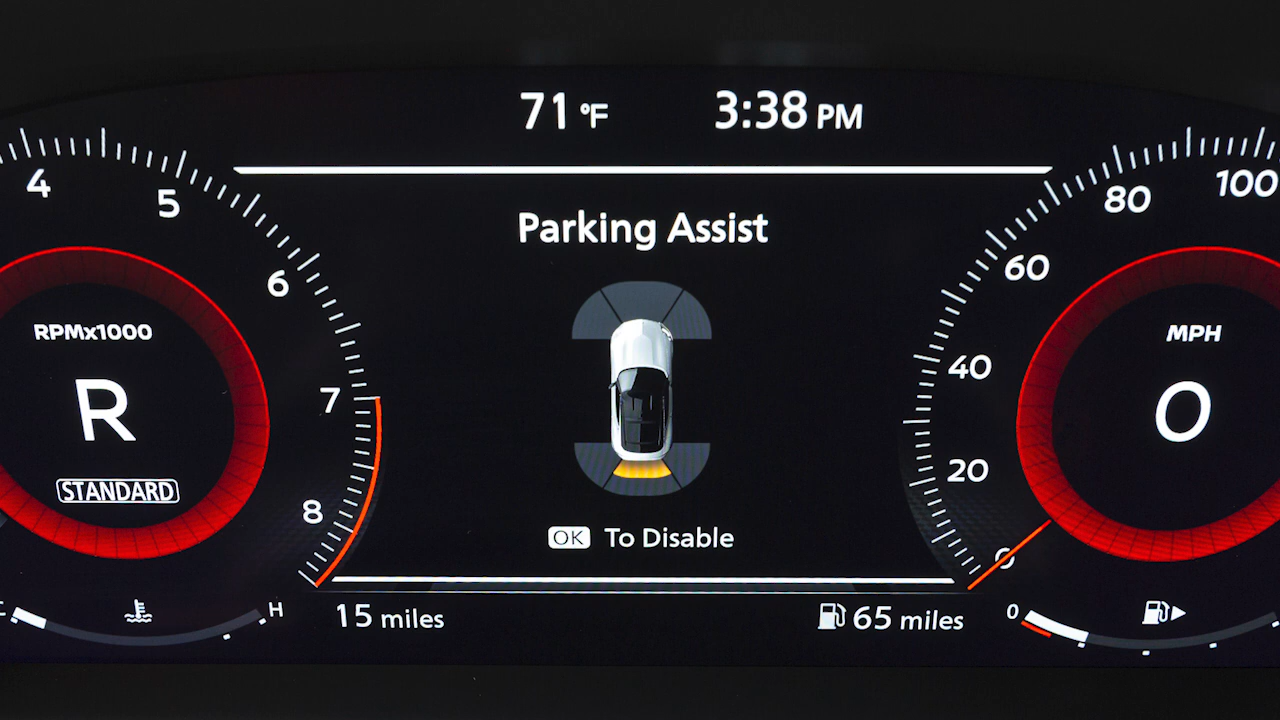 71 °F 3:38 PM
4 5 6 7 8
RPMx1000
R
STANDARD
H
Parking Assist
OK To Disable
15 miles
65 miles
100 80 60 40 20 0
MPH
0
0